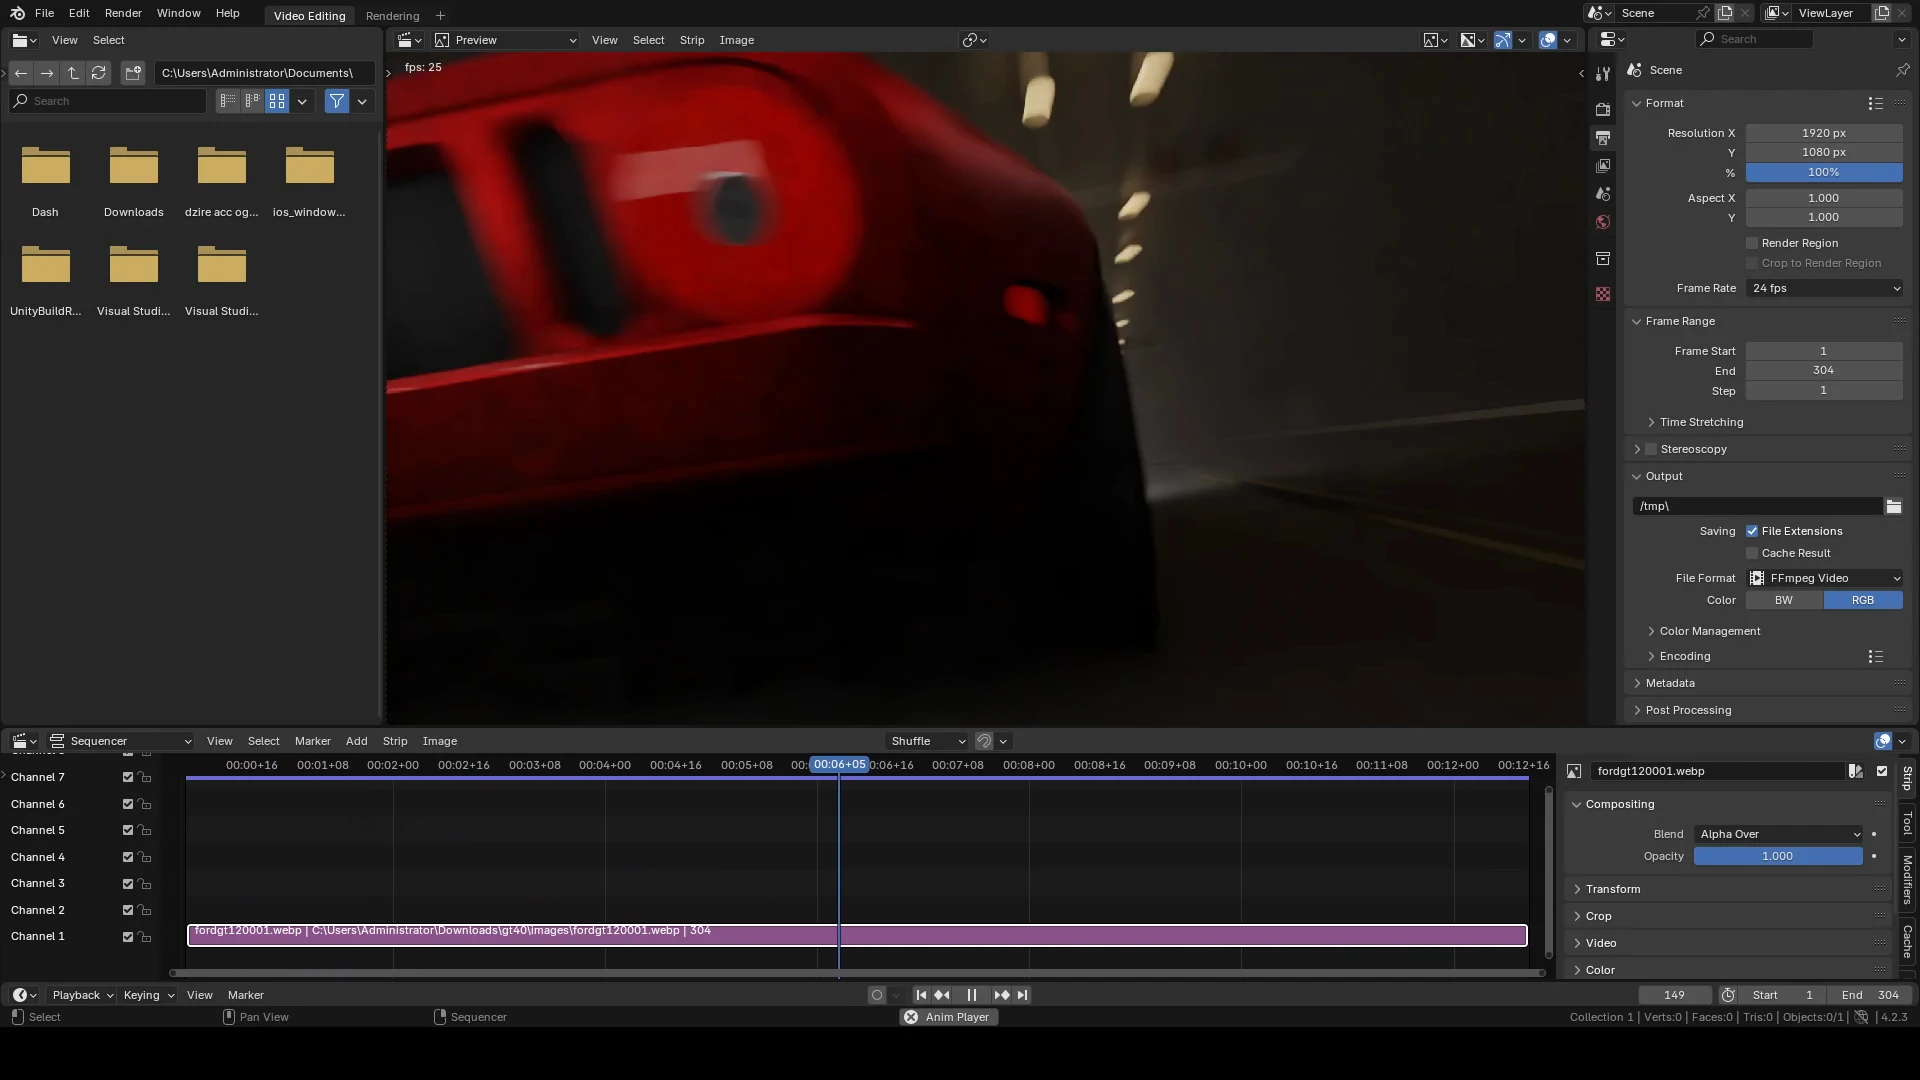 File Edit Render Window Help Video Editing Rendering + Scene ViewLayer
View Select
Preview View Select Strip Image
Search
C:\Users\Administrator\Documents\
fps: 25
Search
Dash Downloads dzire acc og... ios_window...
UnityBuildR... Visual Studi... Visual Studi...
Scene
Format
Resolution X 1920 px
Y 1080 px
% 100%
Aspect X 1.000
Y 1.000
Render Region
Crop to Render Region
Frame Rate 24 fps
Frame Range
Frame Start 1
End 304
Step 1
Time Stretching
Stereoscopy
Output
/tmp\
Saving File Extensions
Cache Result
File Format FFmpeg Video
Color BW RGB
Color Management
Encoding
Metadata
Post Processing
Sequencer View Select Marker Add Strip Image Shuffle
00:00+16 00:01+08 00:02+00 00:02+16 00:03+08 00:04+00 00:04+16 00:05+08 00:06+05 0:06+16 00:07+08 00:08+00 00:08+16 00:09+08 00:10+00 00:10+16 00:11+08 00:12+00 00:12+16
Channel 7
Channel 6
Channel 5
Channel 4
Channel 3
Channel 2
Channel 1
fordgt120001.webp | C:\Users\Administrator\Downloads\gt40\images\fordgt120001.webp | 304
fordgt120001.webp
Compositing
Blend Alpha Over
Opacity 1.000
Transform
Crop
Video
Color
Strip
Tool
Modifiers
Cache
Playback Keying View Marker 149 Start 1 End 304
Select Pan View Sequencer Anim Player Collection 1 | Verts:0 | Faces:0 | Tris:0 | Objects:0/1 | 4.2.3